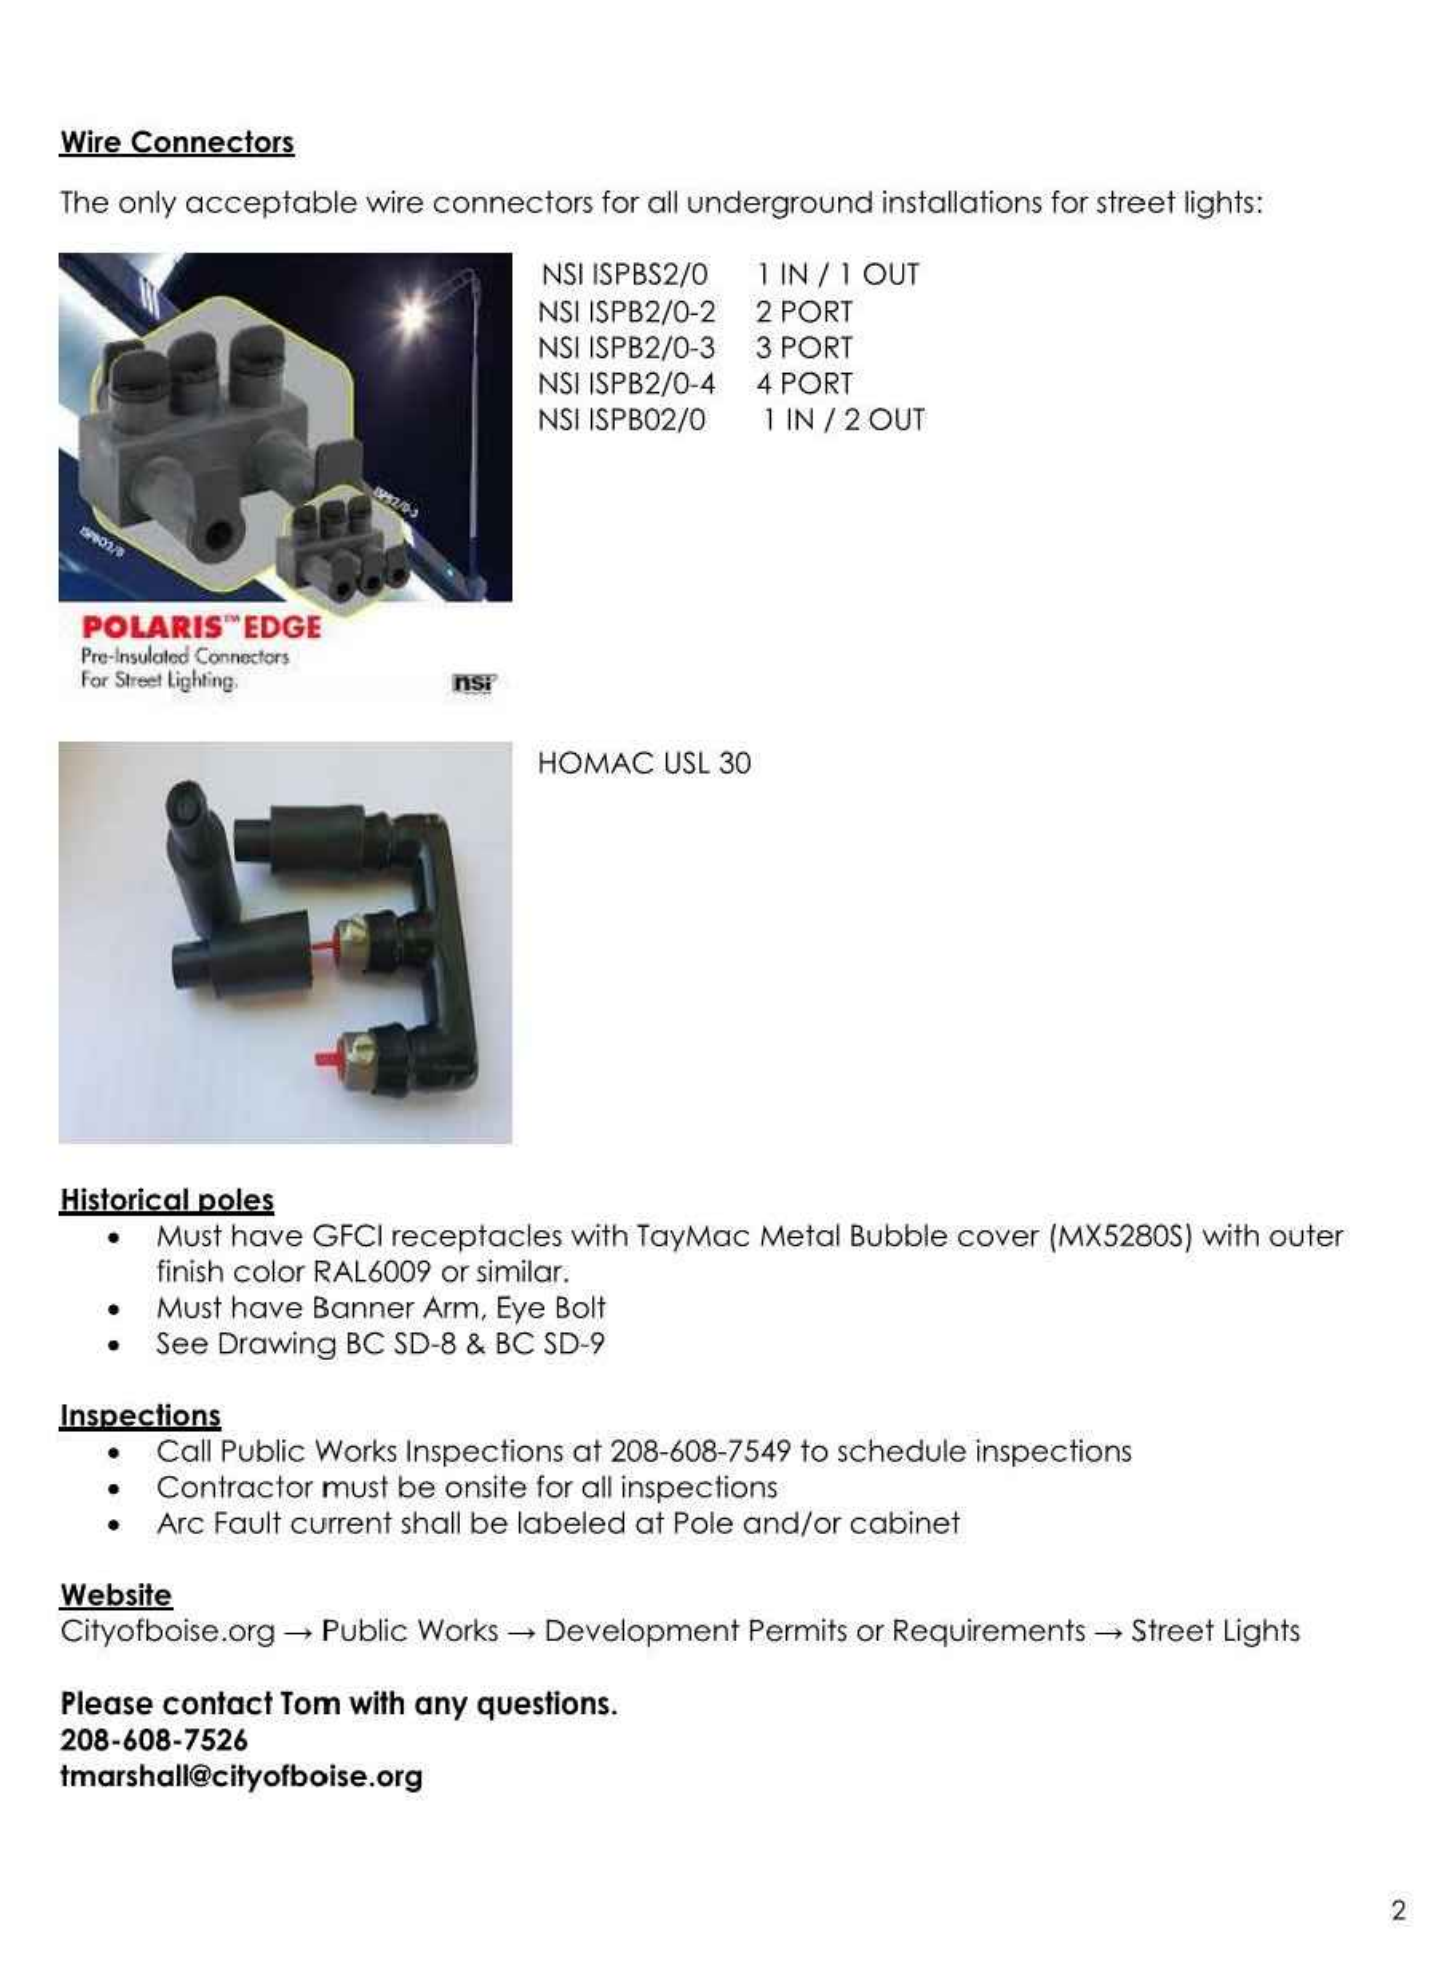 Wire Connectors
The only acceptable wire connectors for all underground installations for street lights:
NSI ISPBS2/0 1 IN / 1 OUT
NSI ISPB2/0-2 2 PORT
NSI ISPB2/0-3 3 PORT
NSI ISPB2/0-4 4 PORT
NSI ISPB02/0 1 IN / 2 OUT
ISPB2/0-3
ISPBO2/0
POLARIS™ EDGE
Pre-Insulated Connectors
For Street Lighting.
nsi
HOMAC USL 30
Historical poles
• Must have GFCI receptacles with TayMac Metal Bubble cover (MX5280S) with outer
finish color RAL6009 or similar.
• Must have Banner Arm, Eye Bolt
• See Drawing BC SD-8 & BC SD-9
Inspections
• Call Public Works Inspections at 208-608-7549 to schedule inspections
• Contractor must be onsite for all inspections
• Arc Fault current shall be labeled at Pole and/or cabinet
Website
Cityofboise.org → Public Works → Development Permits or Requirements → Street Lights
Please contact Tom with any questions.
208-608-7526
tmarshall@cityofboise.org
2